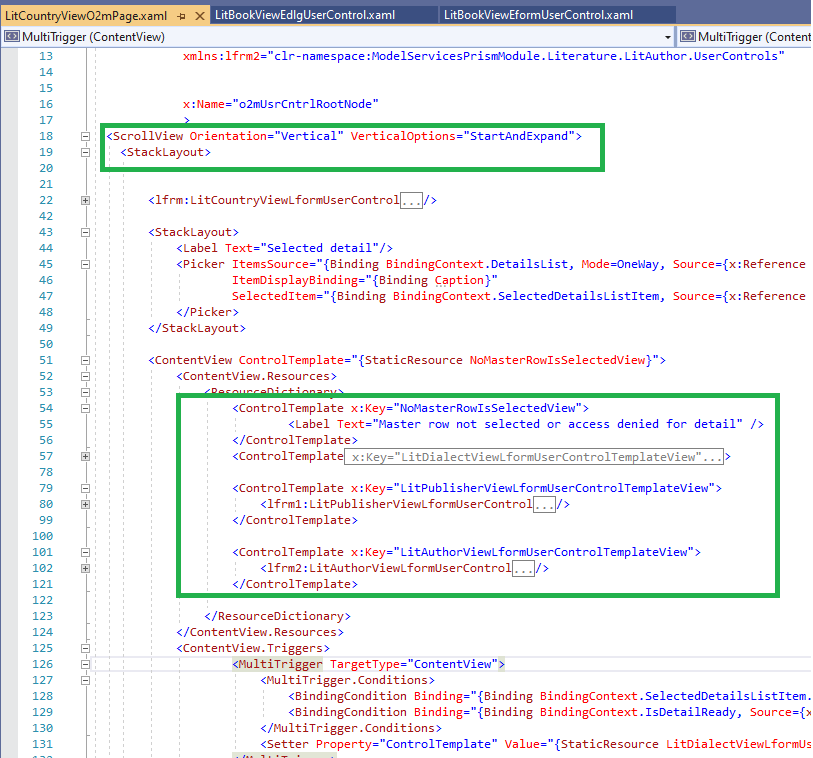 LitCountryViewO2mPage.xaml LitBookViewEdlgUserControl.xaml LitBookViewEformUserControl.xaml
MultiTrigger (ContentView) MultiTrigger (Content
13 xmlns:lfrm2="clr-namespace:ModelServicesPrismModule.Literature.LitAuthor.UserControls"
14
15
16 x:Name="o2mUsrCntrlRootNode"
17 >
18 <ScrollView Orientation="Vertical" VerticalOptions="StartAndExpand">
19 <StackLayout>
20
21
22 <lfrm:LitCountryViewLformUserControl.../>
42
43 <StackLayout>
44 <Label Text="Selected detail"/>
45 <Picker ItemsSource="{Binding BindingContext.DetailsList, Mode=OneWay, Source={x:Reference
46 ItemDisplayBinding="{Binding Caption}"
47 SelectedItem="{Binding BindingContext.SelectedDetailsListItem, Source={x:Reference
48 </Picker>
49 </StackLayout>
50
51 <ContentView ControlTemplate="{StaticResource NoMasterRowIsSelectedView}">
52 <ContentView.Resources>
53 <ResourceDictionary>
54 <ControlTemplate x:Key="NoMasterRowIsSelectedView">
55 <Label Text="Master row not selected or access denied for detail" />
56 </ControlTemplate>
57 <ControlTemplate x:Key="LitDialectViewLformUserControlTemplateView"...>
78
79 <ControlTemplate x:Key="LitPublisherViewLformUserControlTemplateView">
80 <lfrm1:LitPublisherViewLformUserControl.../>
99 </ControlTemplate>
100
101 <ControlTemplate x:Key="LitAuthorViewLformUserControlTemplateView">
102 <lfrm2:LitAuthorViewLformUserControl.../>
121 </ControlTemplate>
122
123 </ResourceDictionary>
124 </ContentView.Resources>
125 <ContentView.Triggers>
126 <MultiTrigger TargetType="ContentView">
127 <MultiTrigger.Conditions>
128 <BindingCondition Binding="{Binding BindingContext.SelectedDetailsListItem.
129 <BindingCondition Binding="{Binding BindingContext.IsDetailReady, Source={x
130 </MultiTrigger.Conditions>
131 <Setter Property="ControlTemplate" Value="{StaticResource LitDialectViewLformUs